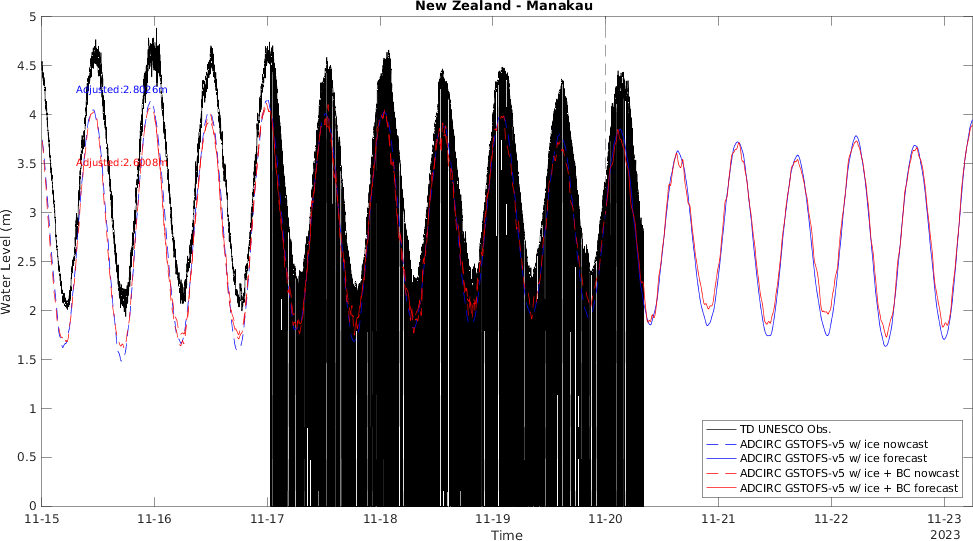 New Zealand - Manakau
Water Level (m)
5
4.5
4
3.5
3
2.5
2
1.5
1
0.5
0
Adjusted:2.8026m
Adjusted:2.6008m
TD UNESCO Obs.
ADCIRC GSTOFS-v5 w/ ice nowcast
ADCIRC GSTOFS-v5 w/ ice forecast
ADCIRC GSTOFS-v5 w/ ice + BC nowcast
ADCIRC GSTOFS-v5 w/ ice + BC forecast
11-15 11-16 11-17 11-18 11-19 11-20 11-21 11-22 11-23
Time
2023